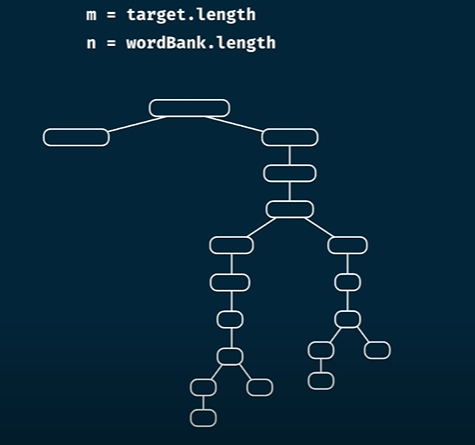 m = target.length
n = wordBank.length